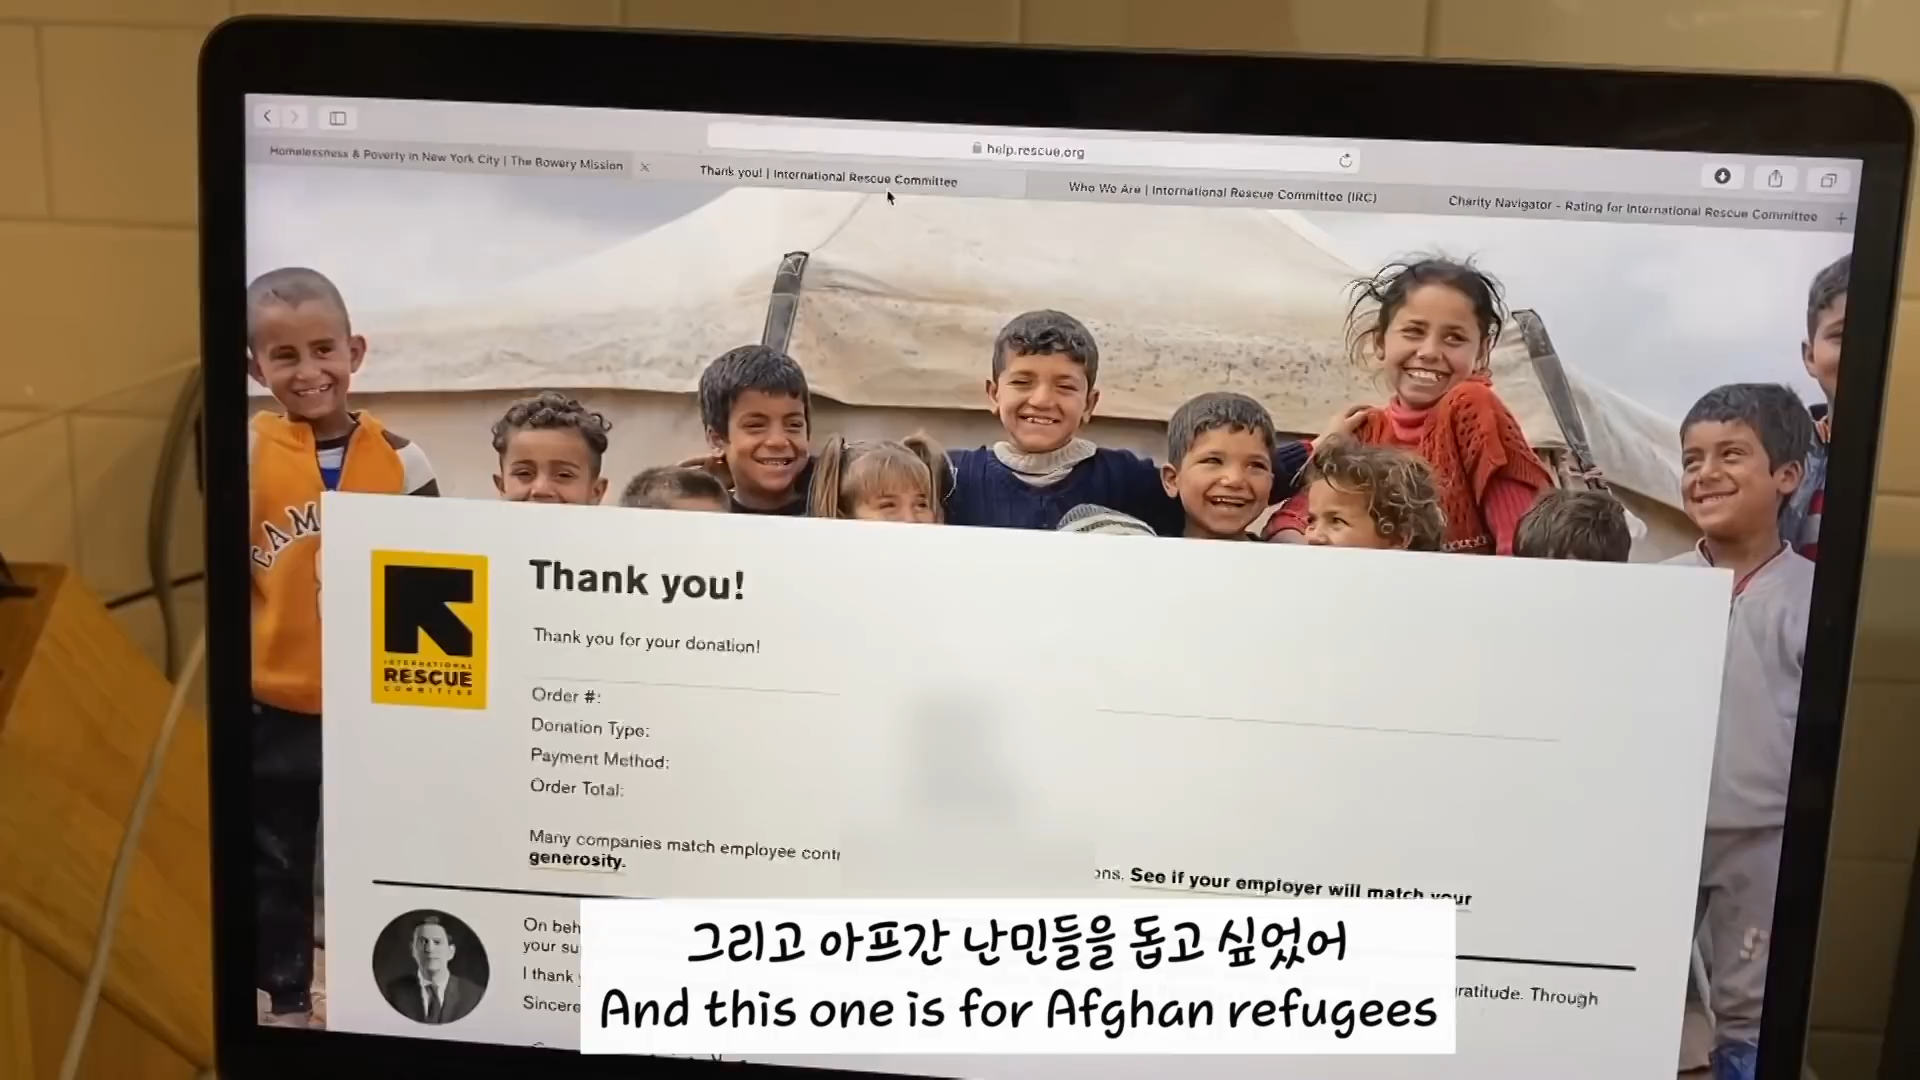 help.rescue.org
Homelessness & Poverty in New York City | The Bowery Mission
Thank you! | International Rescue Committee
Who We Are | International Rescue Committee (IRC)
Charity Navigator - Rating for International Rescue Committee
CAM
INTERNATIONAL
RESCUE
COMMITTEE
Thank you!
Thank you for your donation!
Order #:
Donation Type:
Payment Method:
Order Total:
Many companies match employee contr
ons. See if your employer will match your
generosity.
On beh
your su
ratitude. Through
I thank
Sincere
그리고 아프간 난민들을 돕고 싶었어
And this one is for Afghan refugees